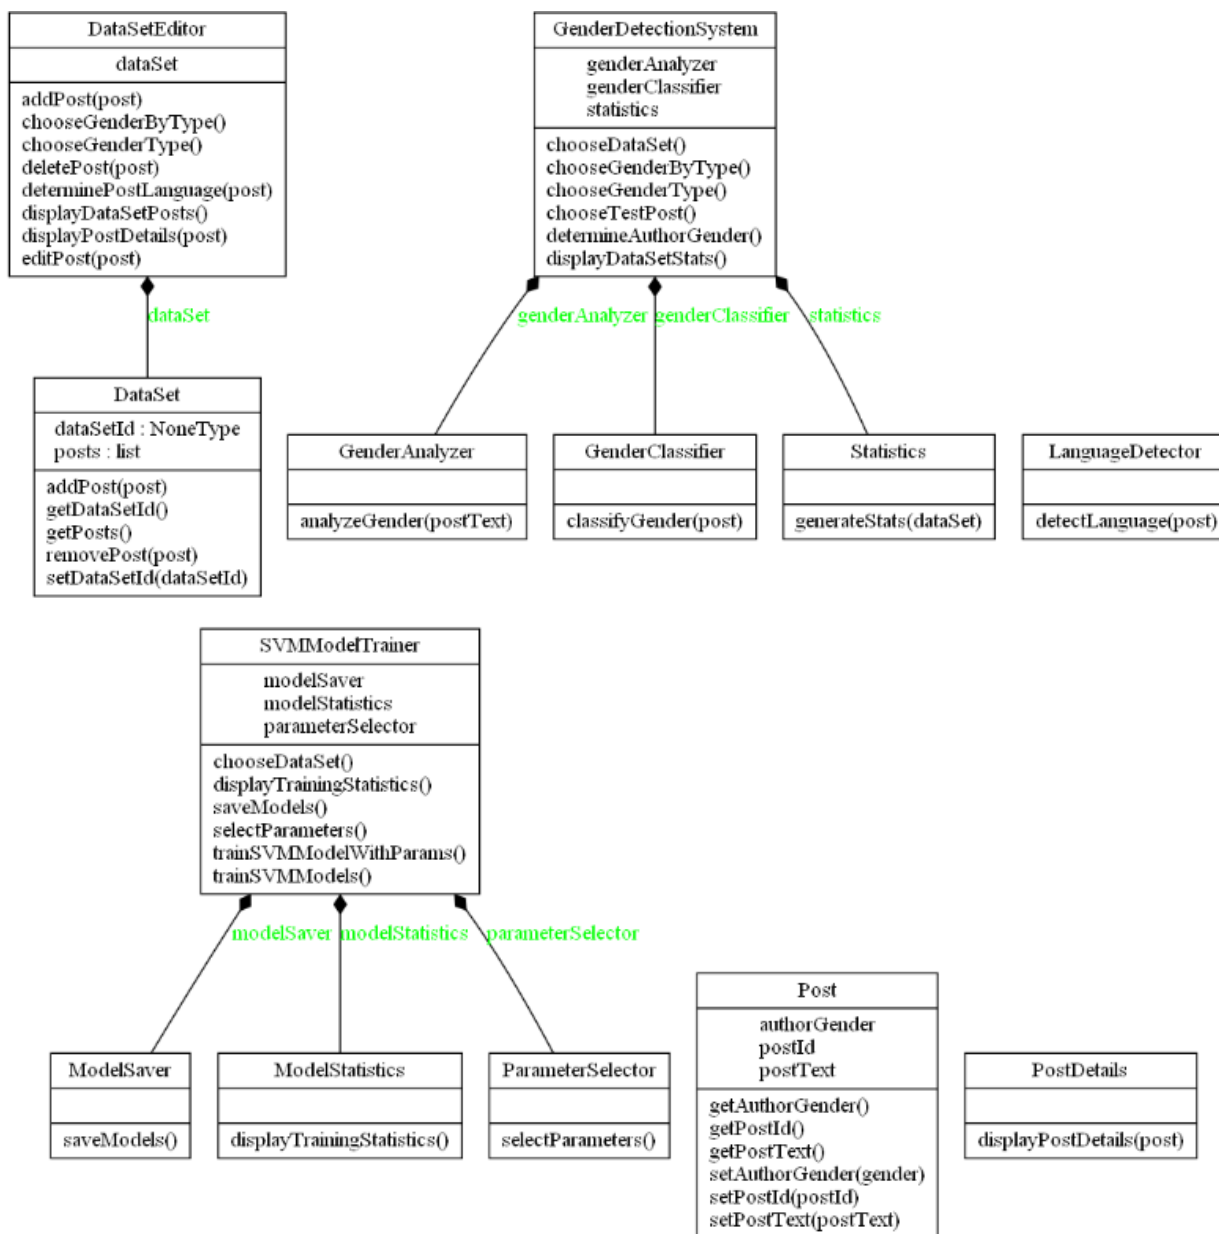 DataSetEditor
dataSet
addPost(post)
chooseGenderByType()
chooseGenderType()
deletePost(post)
determinePostLanguage(post)
displayDataSetPosts()
displayPostDetails(post)
editPost(post)
GenderDetectionSystem
genderAnalyzer
genderClassifier
statistics
chooseDataSet()
chooseGenderByType()
chooseGenderType()
chooseTestPost()
determineAuthorGender()
displayDataSetStats()
dataSet
genderAnalyzer
genderClassifier
statistics
DataSet
dataSetId : NoneType
posts : list
addPost(post)
getDataSetId()
getPosts()
removePost(post)
setDataSetId(dataSetId)
GenderAnalyzer
analyzeGender(postText)
GenderClassifier
classifyGender(post)
Statistics
generateStats(dataSet)
LanguageDetector
detectLanguage(post)
SVMModelTrainer
modelSaver
modelStatistics
parameterSelector
chooseDataSet()
displayTrainingStatistics()
saveModels()
selectParameters()
trainSVMModelWithParams()
trainSVMModels()
modelSaver
modelStatistics
parameterSelector
ModelSaver
saveModels()
ModelStatistics
displayTrainingStatistics()
ParameterSelector
selectParameters()
Post
authorGender
postId
postText
getAuthorGender()
getPostId()
getPostText()
setAuthorGender(gender)
setPostId(postId)
setPostText(postText)
PostDetails
displayPostDetails(post)